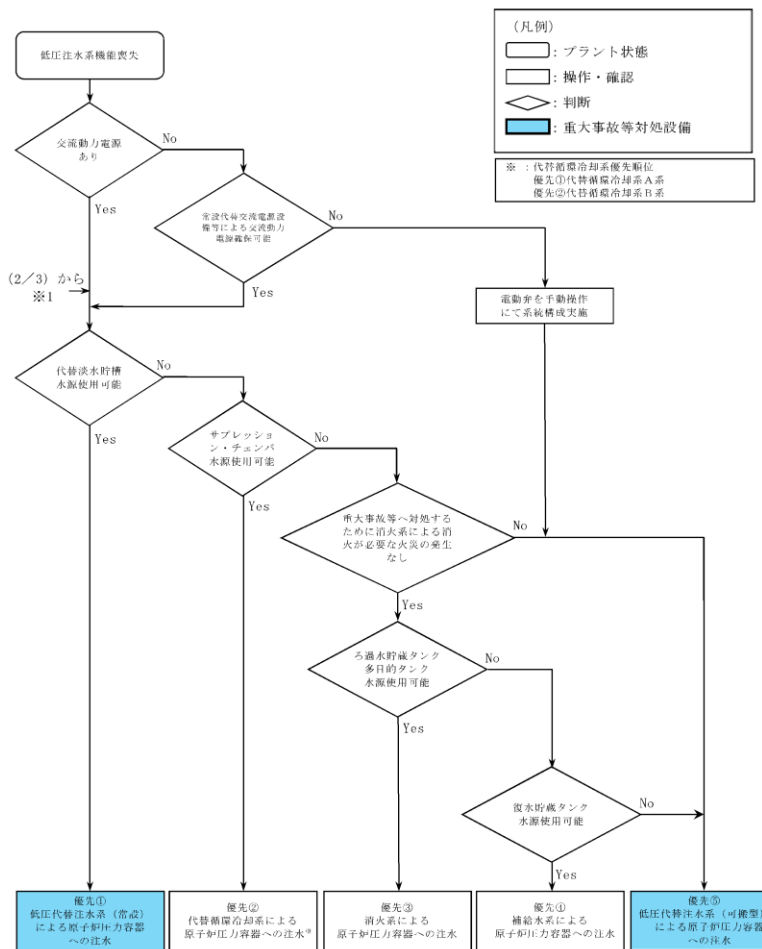 低圧注水系機能喪失
(凡例)
：プラント状態
：操作・確認
：判断
：重大事故等対処設備
※ ：代替循環冷却系優先順位
優先①代替循環冷却系A系
優先②代替循環冷却系B系
交流動力電源
あり
No
Yes
常設代替交流電源設
備等による交流動力
電源確保可能
No
Yes
(2/3) から
※1
電動弁を手動操作
にて系統構成実施
代替淡水貯槽
水源使用可能
No
Yes
サプレッショ
ン・チェンバ
水源使用可能
No
Yes
重大事故等へ対処する
ために消火系による消
火が必要な火災の発生
なし
No
Yes
ろ過水貯蔵タンク
多目的タンク
水源使用可能
No
Yes
復水貯蔵タンク
水源使用可能
No
Yes
優先①
低圧代替注水系（常設）
による原子炉圧力容器
への注水
優先②
代替循環冷却系による
原子炉圧力容器への注水※
優先③
消火系による
原子炉圧力容器への注水
優先④
補給水系による
原子炉圧力容器への注水
優先⑤
低圧代替注水系（可搬型）
による原子炉圧力容器
への注水